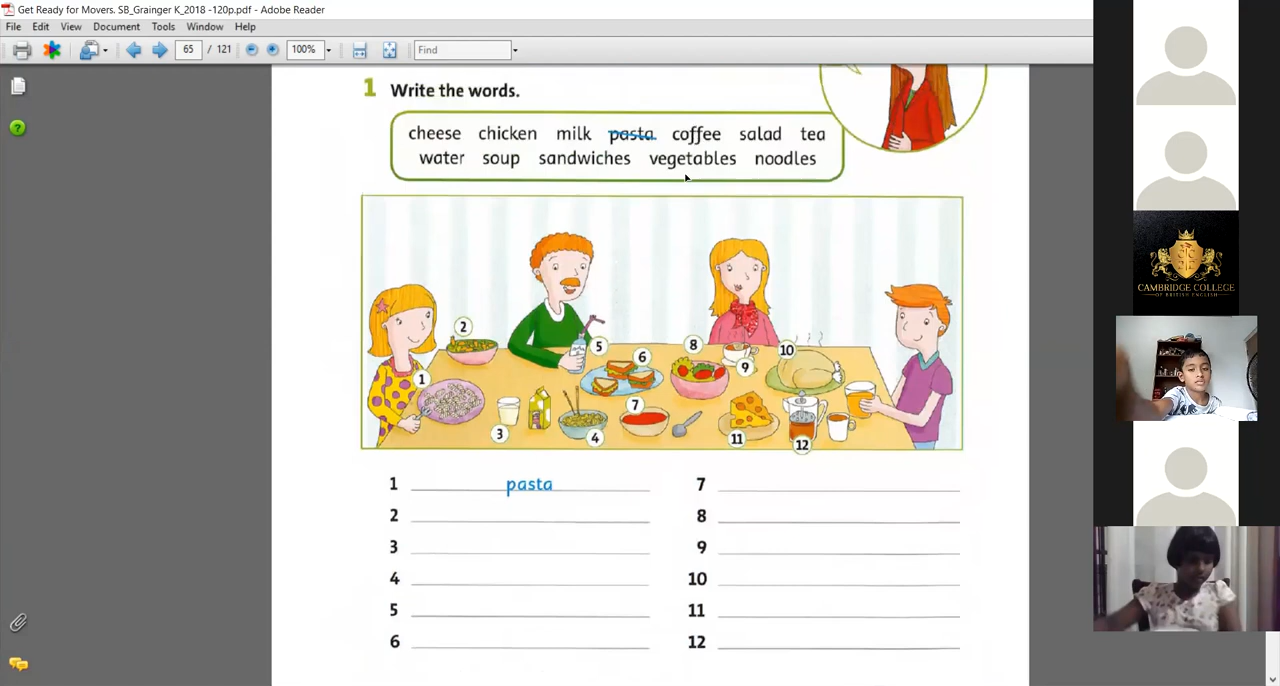 Get Ready for Movers. SB_Grainger K_2018 -120p.pdf - Adobe Reader
File Edit View Document Tools Window Help
65 / 121 100% Find
1 Write the words.
cheese chicken milk pasta coffee salad tea
water soup sandwiches vegetables noodles
CAMBRIDGE COLLEGE
OF BRITISH ENGLISH
2
5
8
10
6
9
1
7
3
4
11
12
1 pasta
2
3
4
5
6
7
8
9
10
11
12